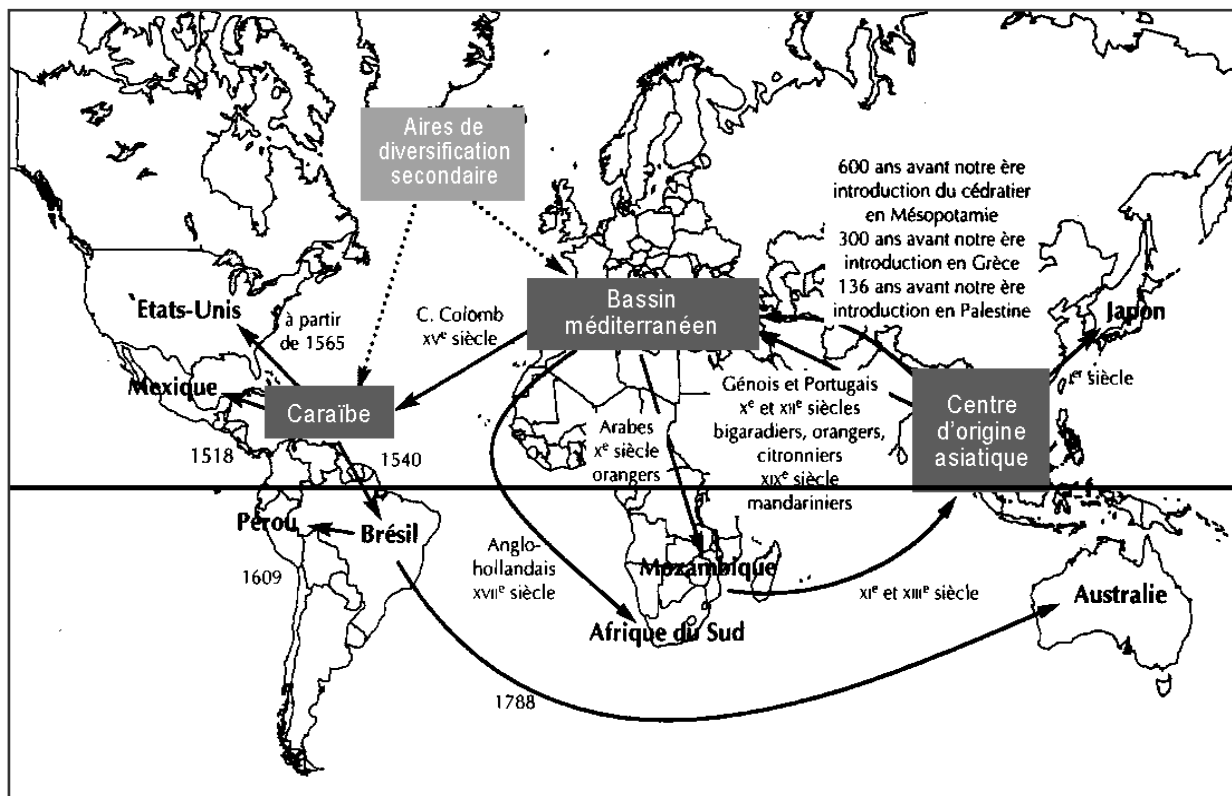 Aires de
diversification
secondaire
600 ans avant notre ère
introduction du cédratier
en Mésopotamie
300 ans avant notre ère
introduction en Grèce
136 ans avant notre ère
introduction en Palestine
Bassin
méditerranéen
`Etats-Unis
à partir
de 1565
C. Colomb
XVe siècle
Japon
Ier siècle
Mexique
Caraïbe
Génois et Portugais
Xe et XIIe siècles
bigaradiers, orangers,
citronniers
XIXe siècle
mandariniers
Centre
d'origine
asiatique
Arabes
Xe siècle
orangers
1518
1540
Pérou
Brésil
1609
Anglo-
hollandais
XVIIe siècle
Mozambique
XIe et XIIIe siècle
Australie
Afrique du Sud
1788